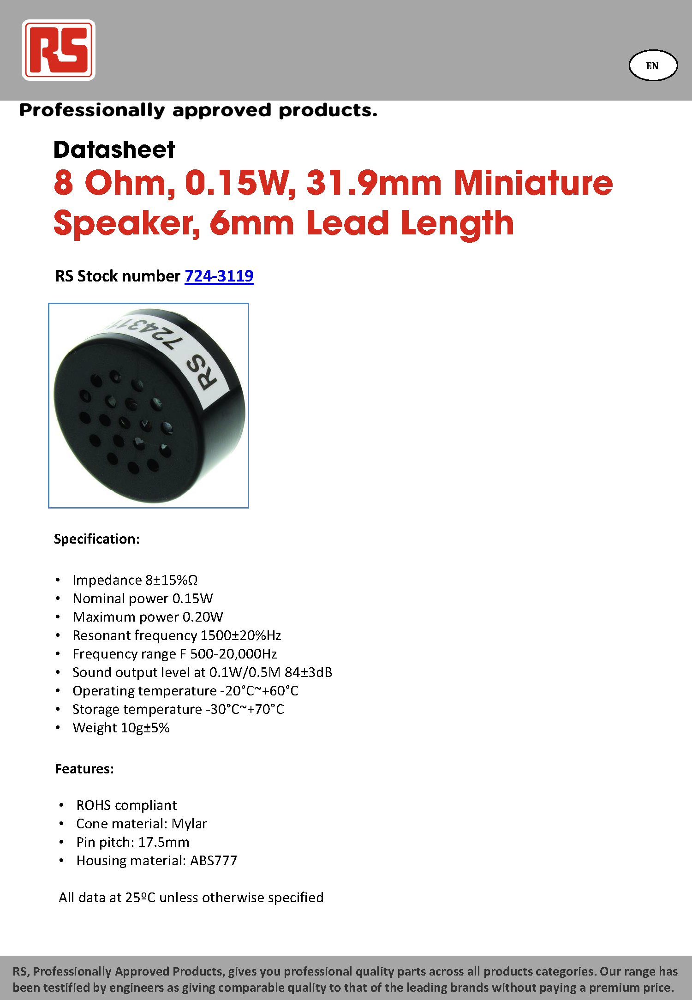 RS
EN
Professionally approved products.
Datasheet
8 Ohm, 0.15W, 31.9mm Miniature
Speaker, 6mm Lead Length
RS Stock number 724-3119
RS 72431
Specification:
• Impedance 8±15%Ω
• Nominal power 0.15W
• Maximum power 0.20W
• Resonant frequency 1500±20%Hz
• Frequency range F 500-20,000Hz
• Sound output level at 0.1W/0.5M 84±3dB
• Operating temperature -20°C~+60°C
• Storage temperature -30°C~+70°C
• Weight 10g±5%
Features:
• ROHS compliant
• Cone material: Mylar
• Pin pitch: 17.5mm
• Housing material: ABS777
All data at 25ºC unless otherwise specified
RS, Professionally Approved Products, gives you professional quality parts across all products categories. Our range has
been testified by engineers as giving comparable quality to that of the leading brands without paying a premium price.